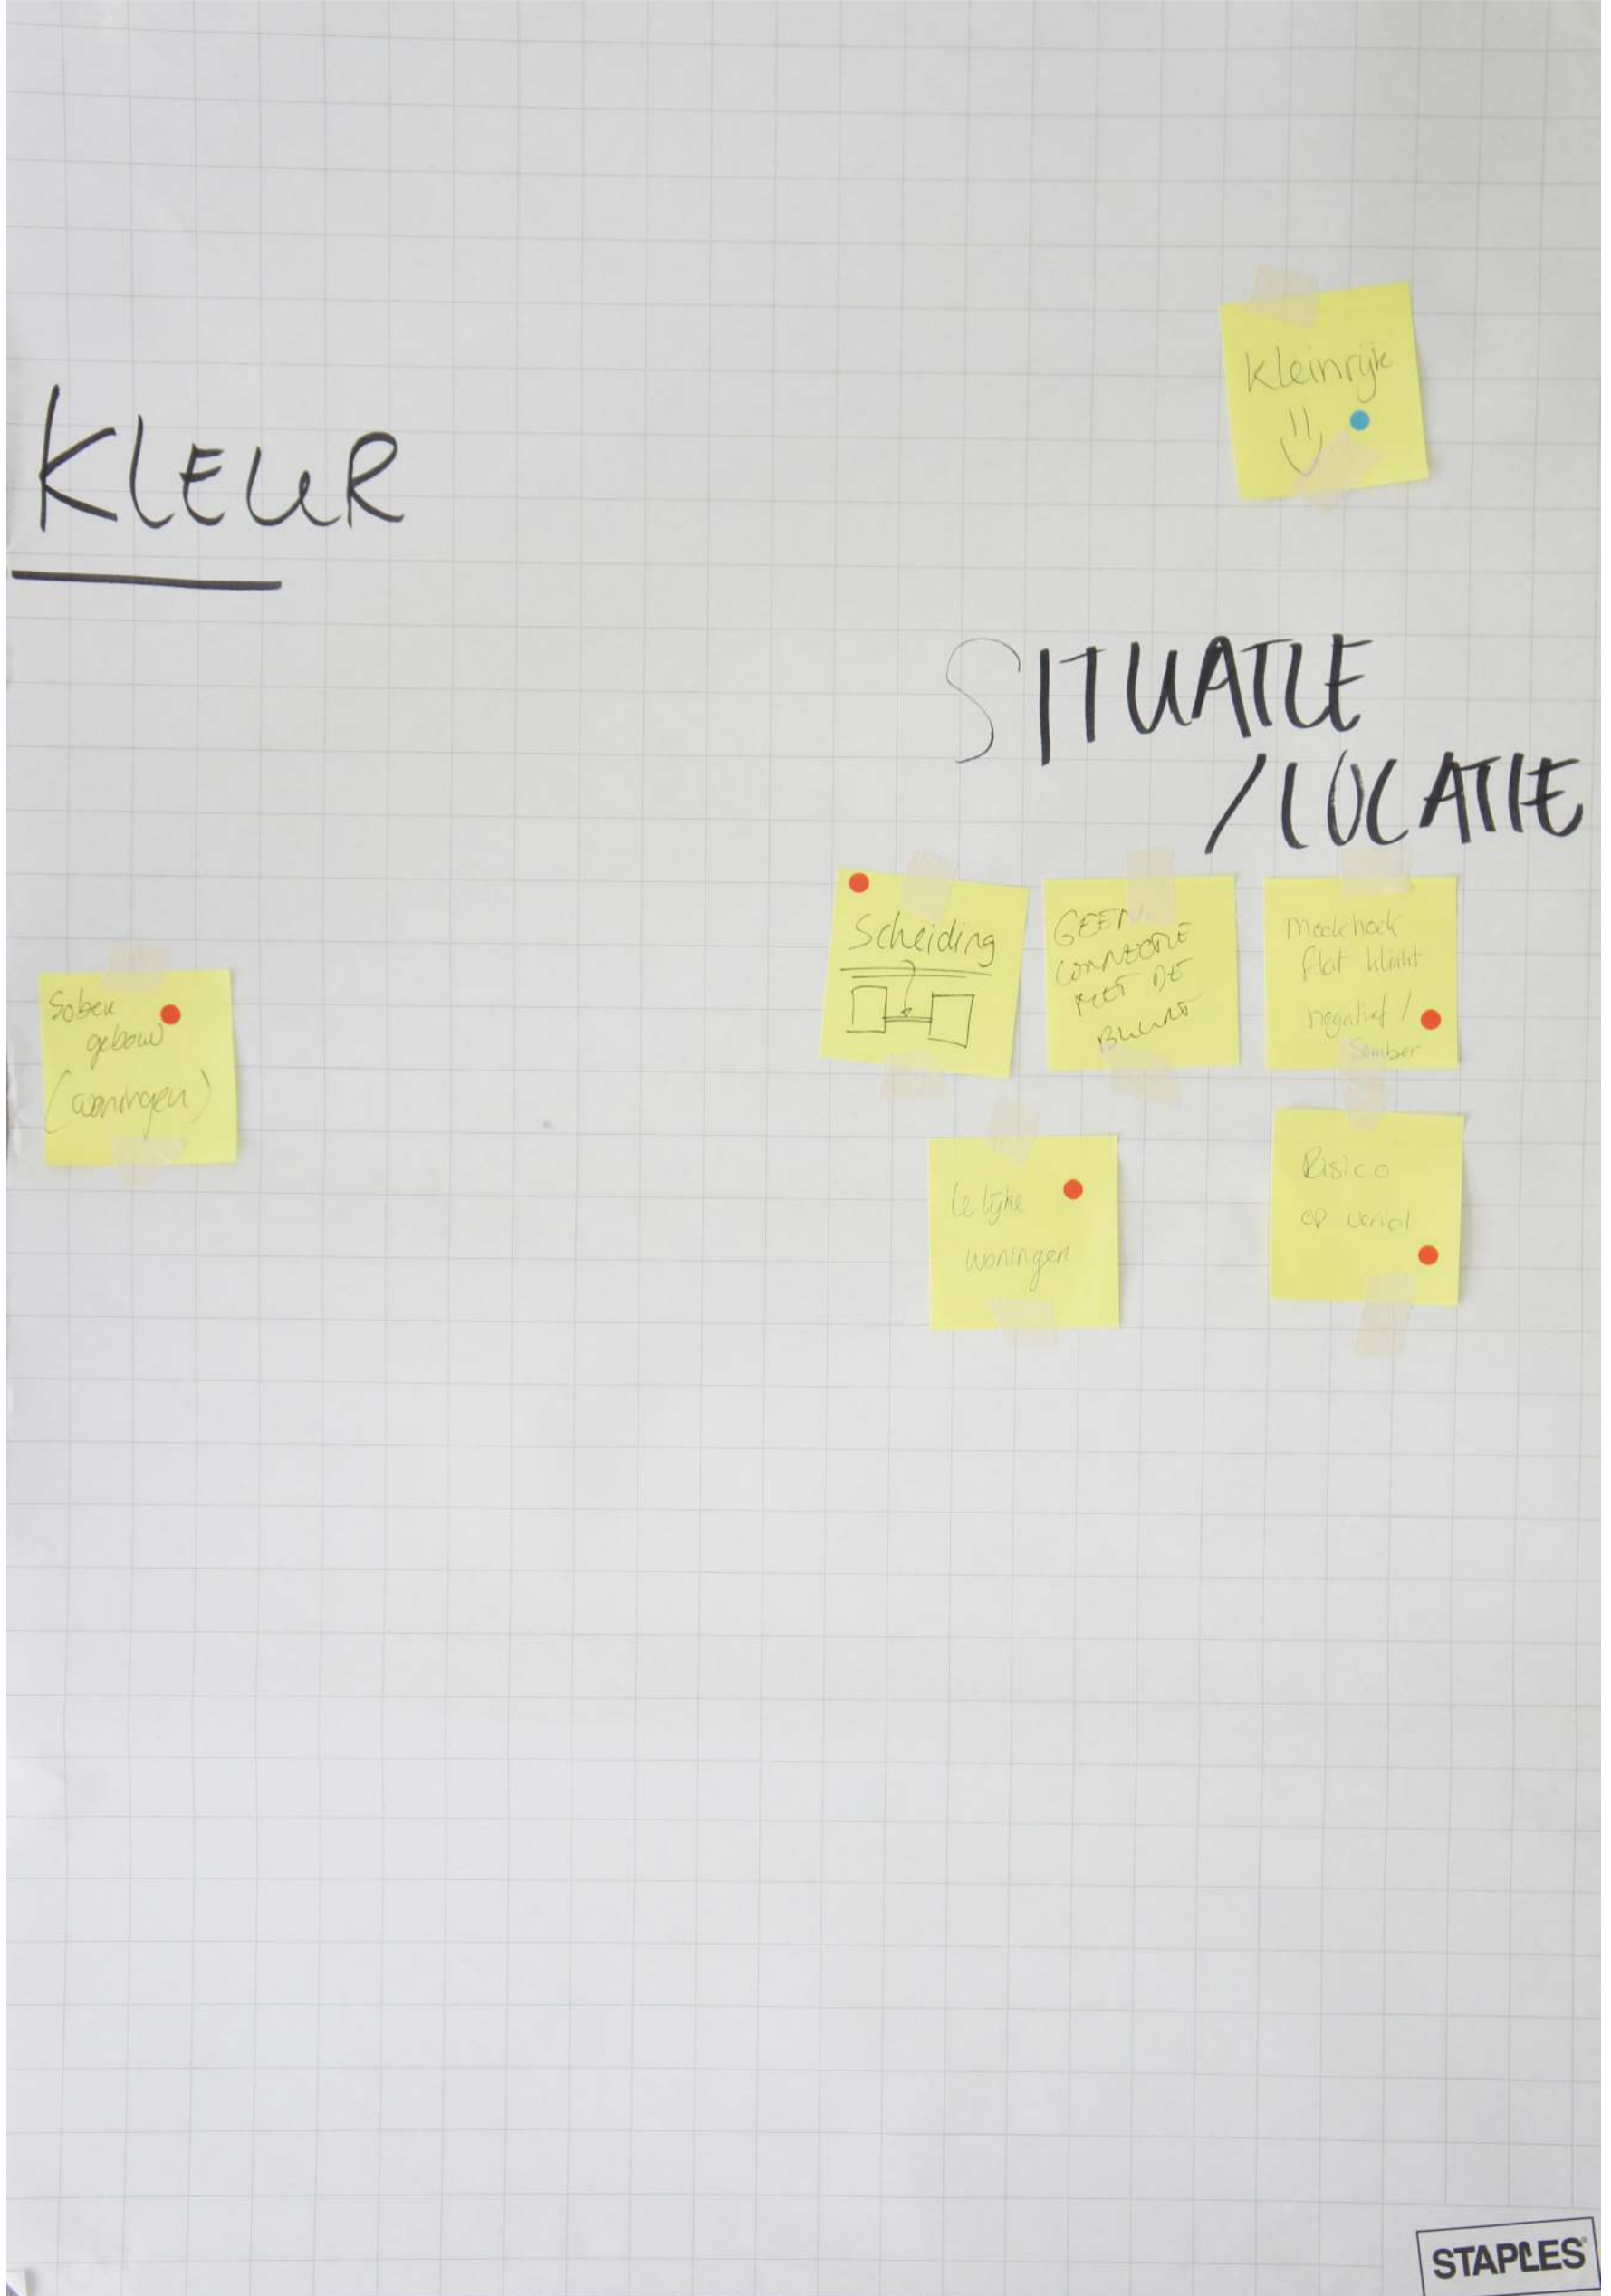 kleinrijk
KLEUR
SITUATIE
/LOCATIE
Scheiding
GEEN
CONNECTIE
MET DE
BUURT
flat klinkt
negatief /
Somber
Sober
gebouw
(woningen)
lelijke
woningen
Risico
op verval
STAPLES